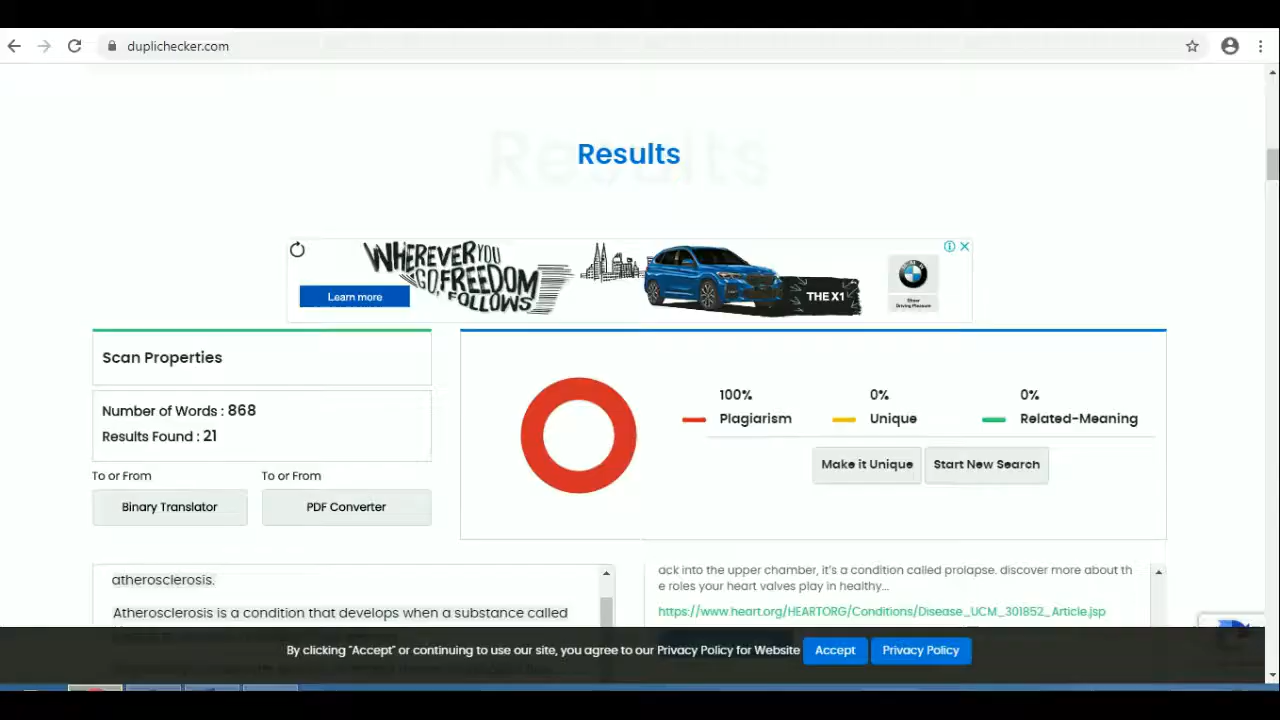 duplichecker.com
Results
WHEREVER YOU
GO, FREEDOM
FOLLOWS
Learn more
THE X1
Sheer
Driving Pleasure
Scan Properties
Number of Words : 868
Results Found : 21
To or From
To or From
Binary Translator
PDF Converter
100%
0%
0%
Plagiarism
Unique
Related-Meaning
Make it Unique
Start New Search
atherosclerosis.
Atherosclerosis is a condition that develops when a substance called
ack into the upper chamber, it's a condition called prolapse. discover more about th
e roles your heart valves play in healthy...
https://www.heart.org/HEARTORG/Conditions/Disease_UCM_301852_Article.jsp
By clicking "Accept" or continuing to use our site, you agree to our Privacy Policy for Website
Accept
Privacy Policy